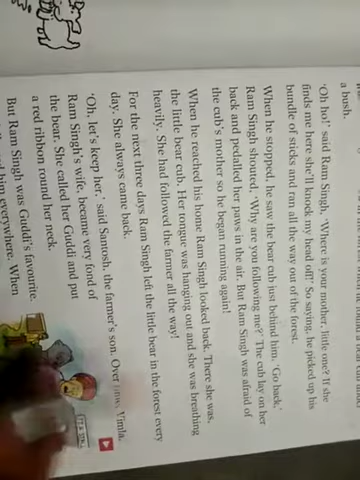 a bush.
'Oh ho!' said Ram Singh, 'Where is your mother, little one? If she
finds me here she'll knock my head off!' So saying, he picked up his
bundle of sticks and ran all the way out of the forest.
When he stopped, he saw the bear cub just behind him. 'Go back,'
Ram Singh shouted, 'Why are you following me?' The cub lay on her
back and pedalled her paws in the air. But Ram Singh was afraid of
the cub's mother so he began running again!
When he reached his home Ram Singh looked back. There she was,
the little bear cub. Her tongue was hanging out and she was breathing
heavily. She had followed the farmer all the way!
For the next three days Ram Singh left the little bear in the forest every
day. She always came back.
'Oh, let's keep her,' said Santosh, the farmer's son. Over time, Vimla,
Ram Singh's wife, became very fond of
the bear. She called her Guddi and put
a red ribbon round her neck.
But Ram Singh was Guddi's favourite.
him everywhere. When